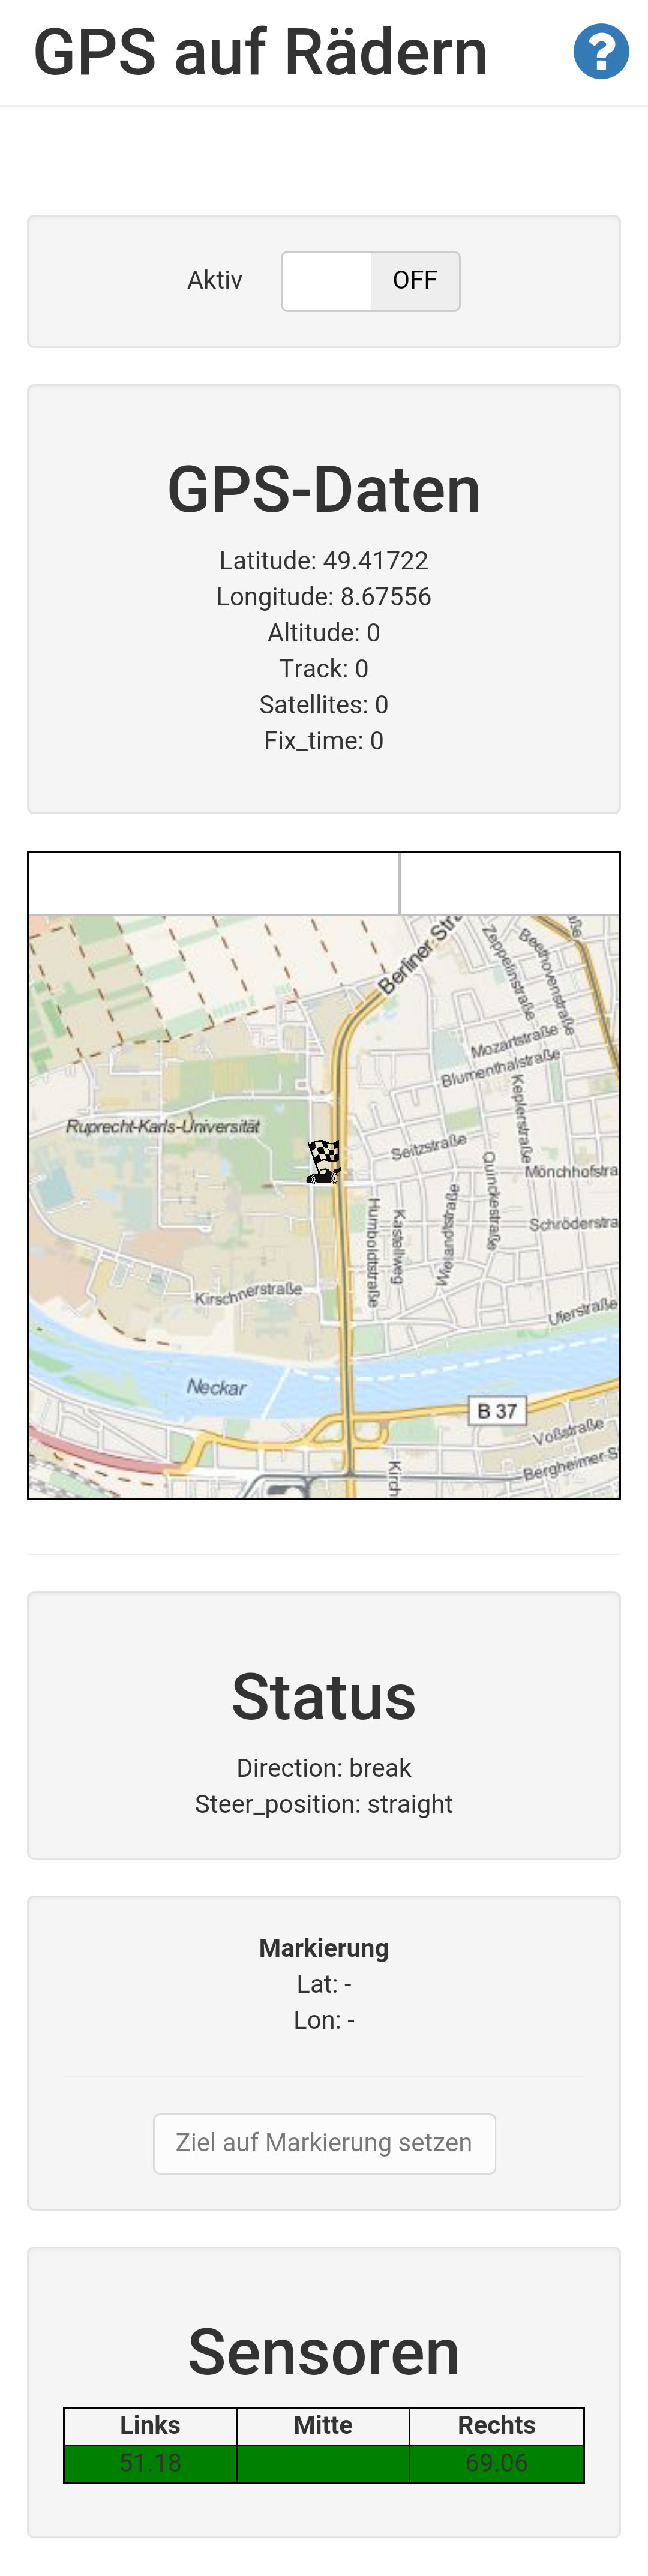 GPS auf Rädern
?
Aktiv
OFF
GPS-Daten
Latitude: 49.41722
Longitude: 8.67556
Altitude: 0
Track: 0
Satellites: 0
Fix_time: 0
Berliner Stra
Zeppelinstraße
Beethovenstraße
aße
Mozartstraße
Blumenthalstraße
Keplerstraße
Ruprecht-Karls-Universität
Seitzstraße
Quinckestraße
Mönchhofstra
Humboldtstraße
Kastellweg
Wielandtstraße
Schröderstra
Kirschnerstraße
Uferstraße
Neckar
B 37
Voßstraße
Bergheimer S
Kirch
Status
Direction: break
Steer_position: straight
Markierung
Lat: -
Lon: -
Ziel auf Markierung setzen
Sensoren
Links Mitte Rechts
51.18 69.06